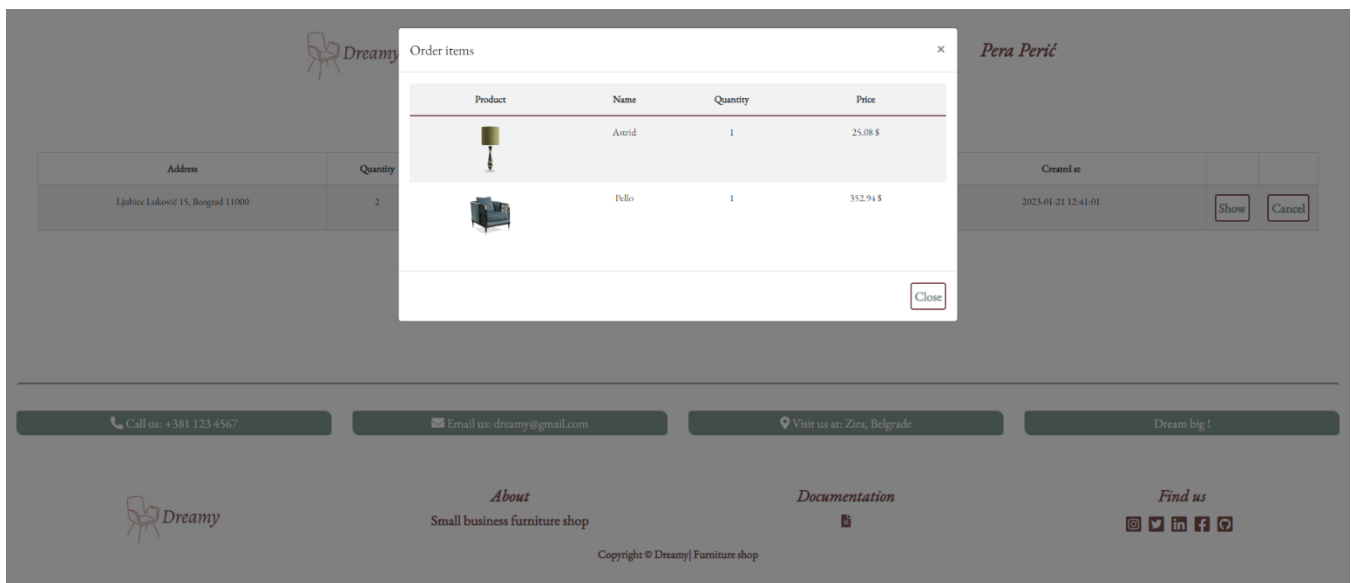 Dreamy
Pera Perić
Order items ×
Product Name Quantity Price
Astrid 1 25.08 $
Pello 1 352.94 $
Close
Address Quantity Created at
Ljubice Luković 15, Beograd 11000 2 2023-01-21 12:41:01 Show Cancel
Call us: +381 123 4567 Email us: dreamy@gmail.com Visit us at: Zira, Belgrade Dream big !
Dreamy
About
Small business furniture shop
Documentation
Find us
Copyright © Dreamy| Furniture shop